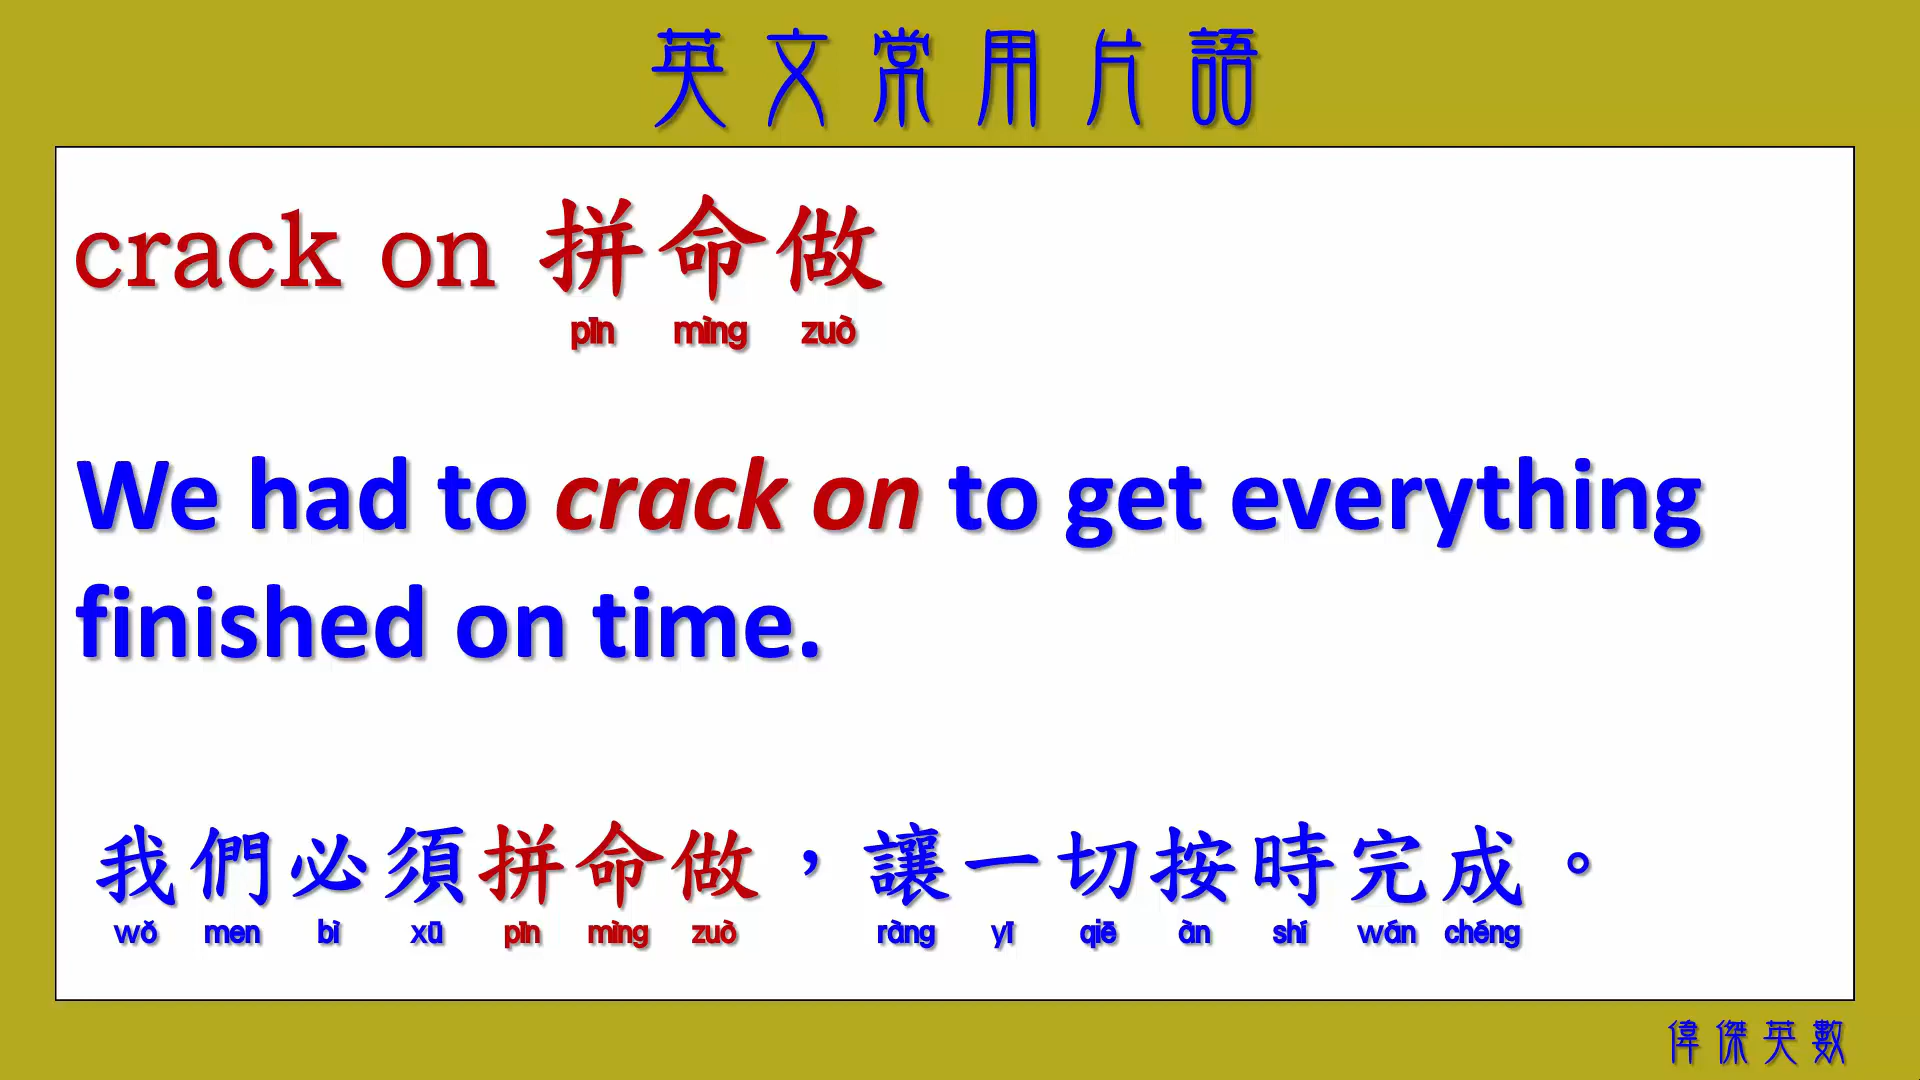 英文常用片語
crack on 拼命做
pīn mìng zuò
We had to crack on to get everything
finished on time.
我們必須拼命做，讓一切按時完成。
wǒ men bì xū pīn mìng zuò ràng yī qiē àn shí wán chéng
偉傑英數